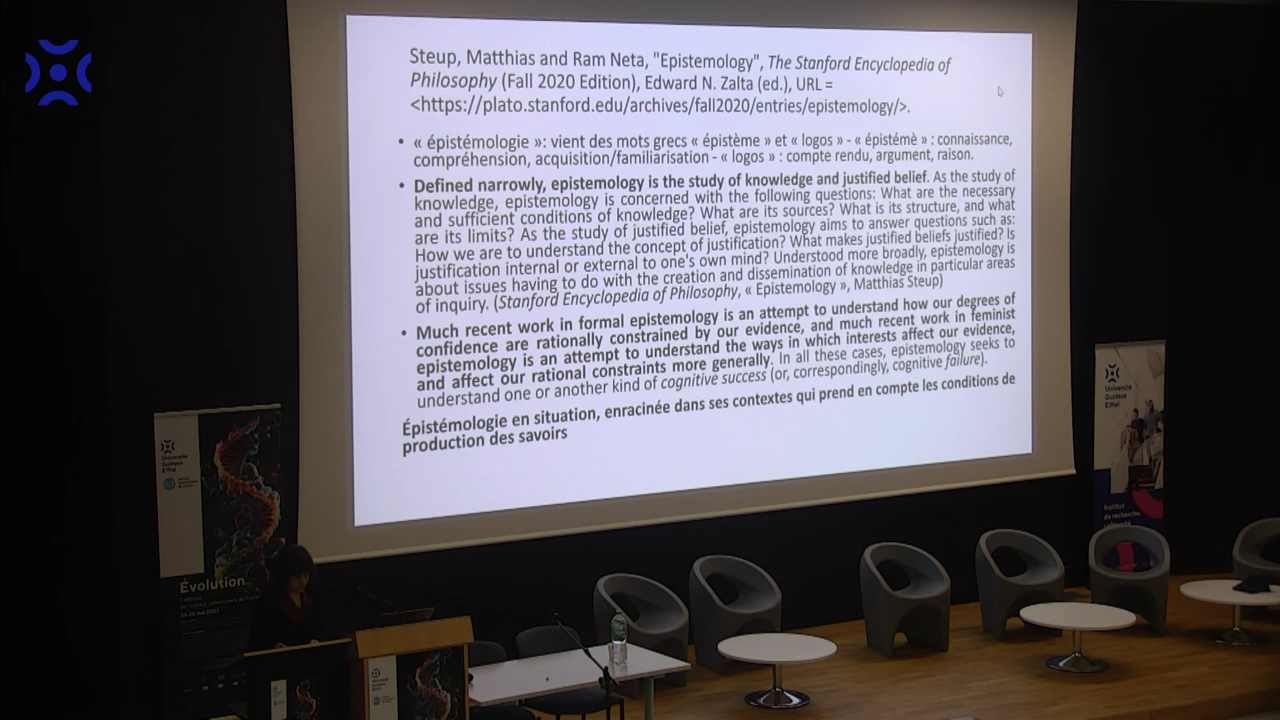 Steup, Matthias and Ram Neta, "Epistemology", The Stanford Encyclopedia of
Philosophy (Fall 2020 Edition), Edward N. Zalta (ed.), URL =
<https://plato.stanford.edu/archives/fall2020/entries/epistemology/>.
• « épistémologie »: vient des mots grecs « épistème » et « logos » - « épistémè » : connaissance,
compréhension, acquisition/familiarisation - « logos » : compte rendu, argument, raison.
• Defined narrowly, epistemology is the study of knowledge and justified belief. As the study of
knowledge, epistemology is concerned with the following questions: What are the necessary
and sufficient conditions of knowledge? What are its sources? What is its structure, and what
are its limits? As the study of justified belief, epistemology aims to answer questions such as:
How we are to understand the concept of justification? What makes justified beliefs justified? Is
justification internal or external to one's own mind? Understood more broadly, epistemology is
about issues having to do with the creation and dissemination of knowledge in particular areas
of inquiry. (Stanford Encyclopedia of Philosophy, « Epistemology », Matthias Steup)
• Much recent work in formal epistemology is an attempt to understand how our degrees of
confidence are rationally constrained by our evidence, and much recent work in feminist
epistemology is an attempt to understand the ways in which interests affect our evidence,
and affect our rational constraints more generally. In all these cases, epistemology seeks to
understand one or another kind of cognitive success (or, correspondingly, cognitive failure).
Épistémologie en situation, enracinée dans ses contextes qui prend en compte les conditions de
production des savoirs
Université
Gustave
Eiffel
Évolution
Université
Gustave
Eiffel
Institut
de recherche,